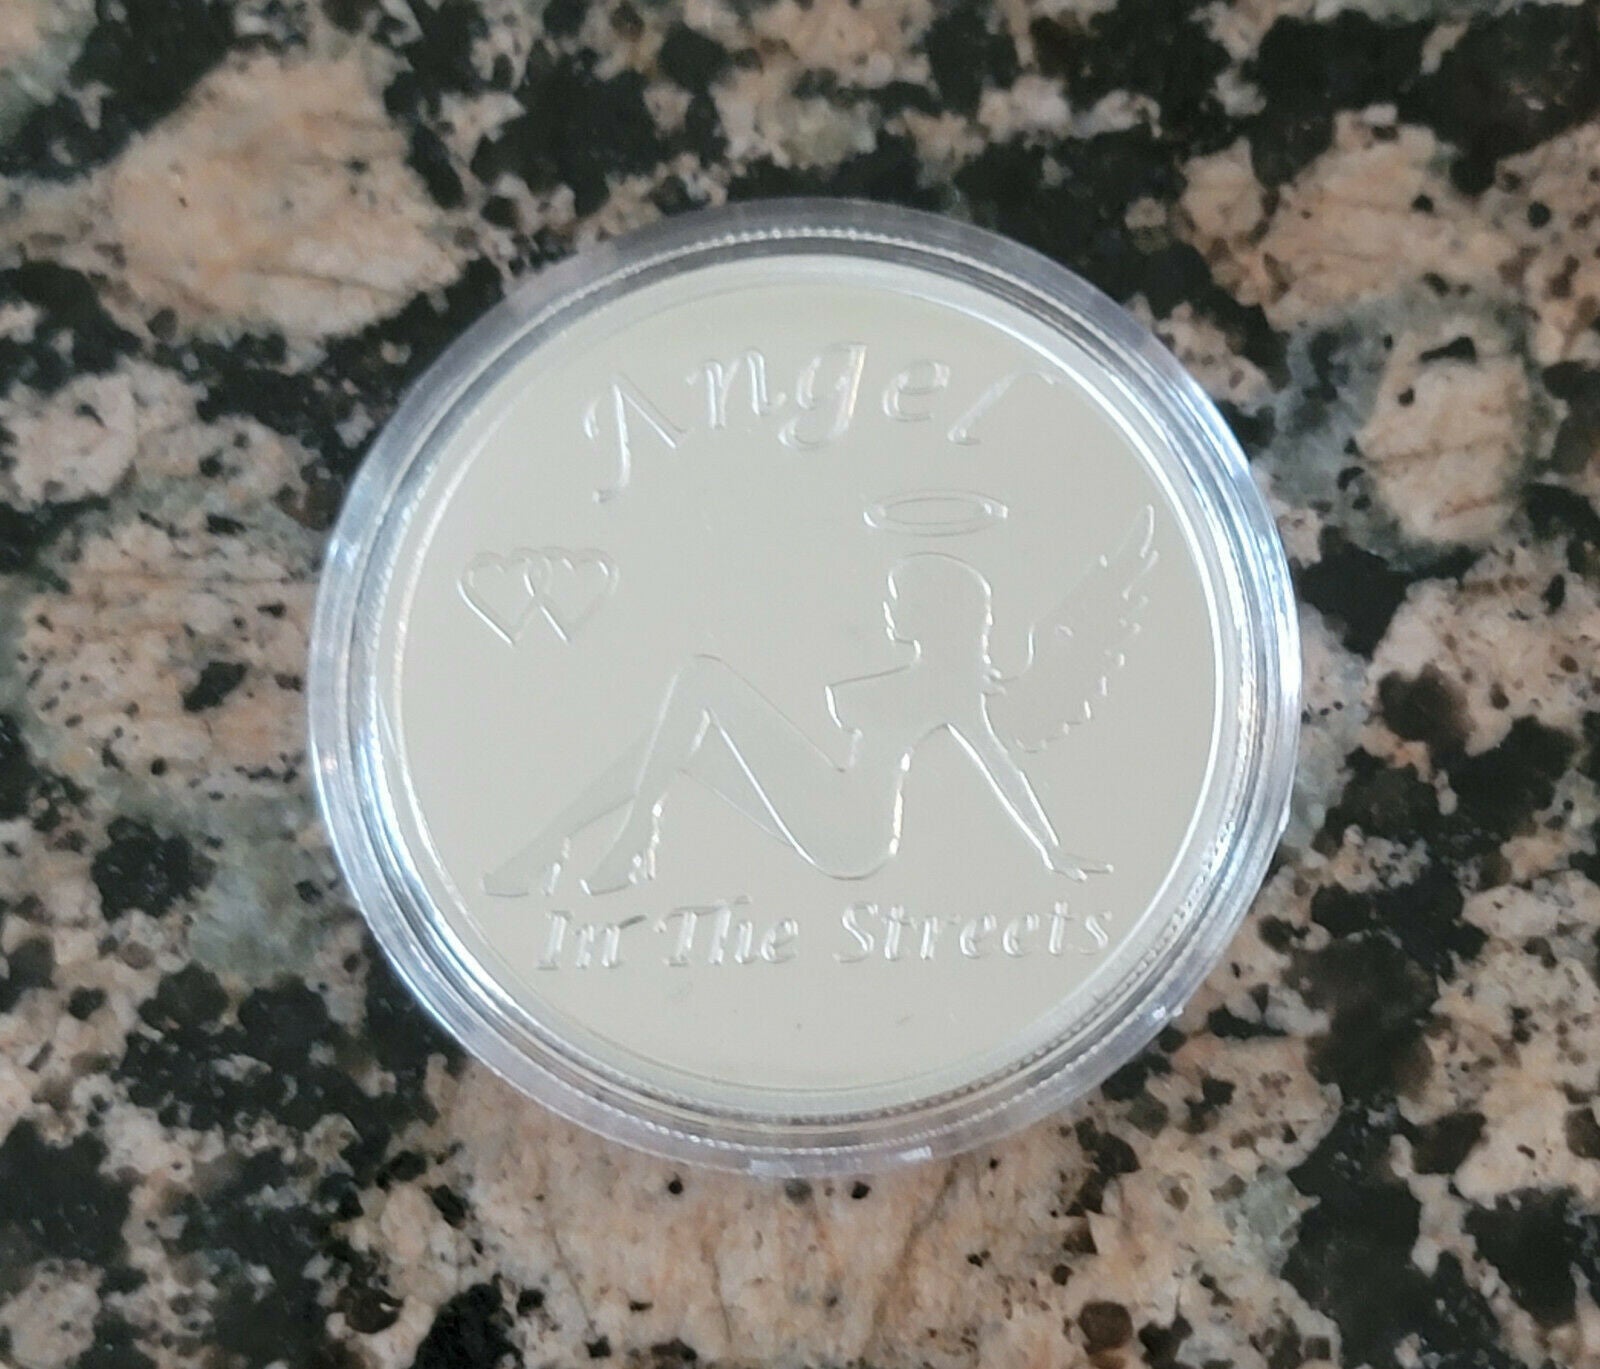 Angel
In The Streets